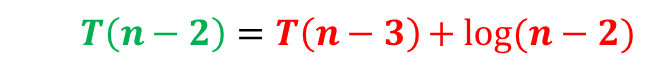 T(n − 2) = T(n − 3) + log(n − 2)